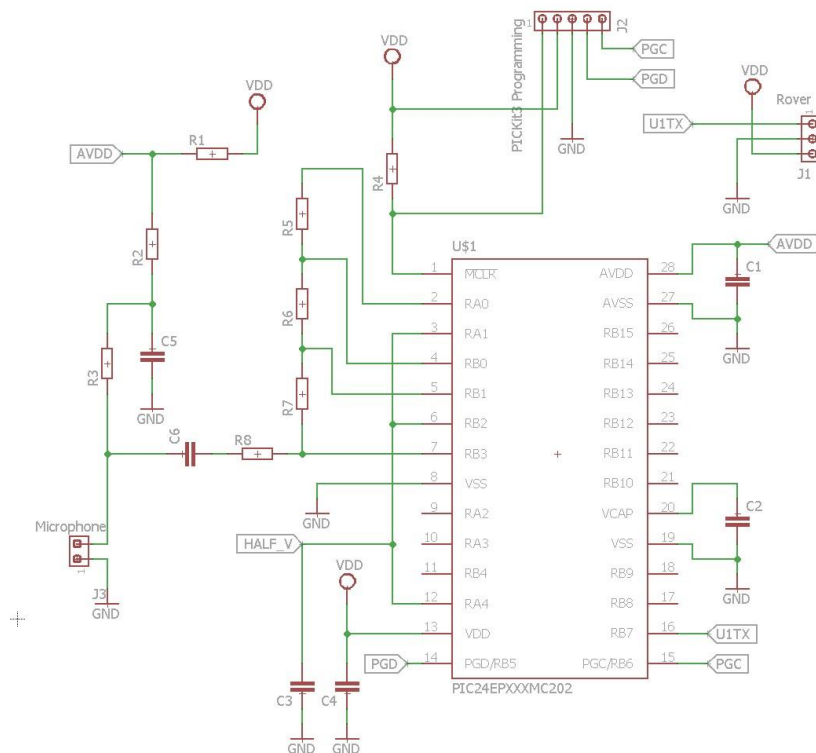 VDD
J2
PGC
PICKit3 Programming
1
PGD
VDD
VDD
Rover
R1
U1TX
AVDD
GND
R4
J1
GND
R5
R2
U$1
1
MCLR
AVDD
28
AVDD
2
RA0
AVSS
27
C1
R6
3
RA1
RB15
26
C5
4
RB0
RB14
25
GND
R3
5
RB1
RB13
24
R7
GND
6
RB2
RB12
23
C6
R8
7
RB3
RB11
22
8
VSS
RB10
21
GND
9
RA2
VCAP
20
C2
Microphone
HALF_V
10
RA3
VSS
19
VDD
11
RB4
RB9
18
1
J3
GND
12
RA4
RB8
17
GND
13
VDD
RB7
16
U1TX
PGD
14
PGD/RB5
PGC/RB6
15
PGC
PIC24EPXXXMC202
C3
C4
GND
GND